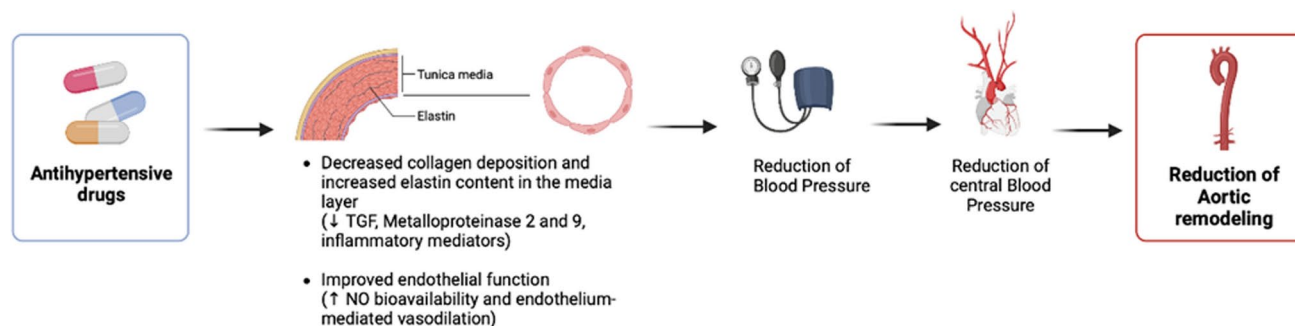 Antihypertensive
drugs
Tunica media
Elastin
• Decreased collagen deposition and
increased elastin content in the media
layer
(↓ TGF, Metalloproteinase 2 and 9,
inflammatory mediators)
• Improved endothelial function
(↑ NO bioavailability and endothelium-
mediated vasodilation)
Reduction of
Blood Pressure
Reduction of
central Blood
Pressure
Reduction of
Aortic
remodeling